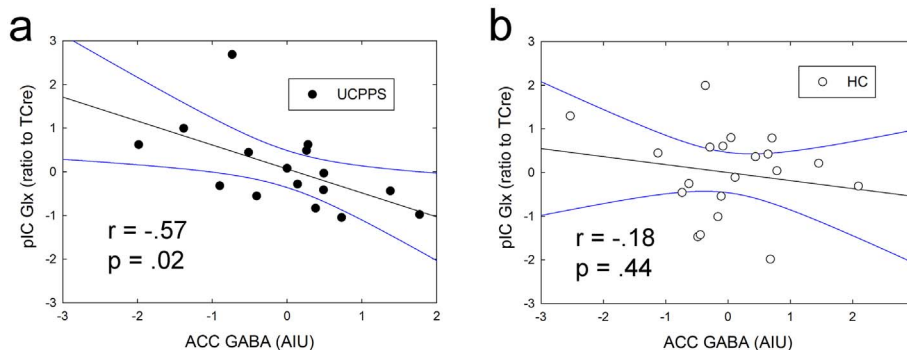 a
3
2
1
0
-1
-2
3
pIC Glx (ratio to TCre)
UCPPS
r = -.57
p = .02
-3
-2
-1
0
1
2
ACC GABA (AIU)
b
3
2
1
0
-1
-2
-3
pIC Glx (ratio to TCre)
HC
r = -.18
p = .44
-3
-2
-1
0
1
2
ACC GABA (AIU)